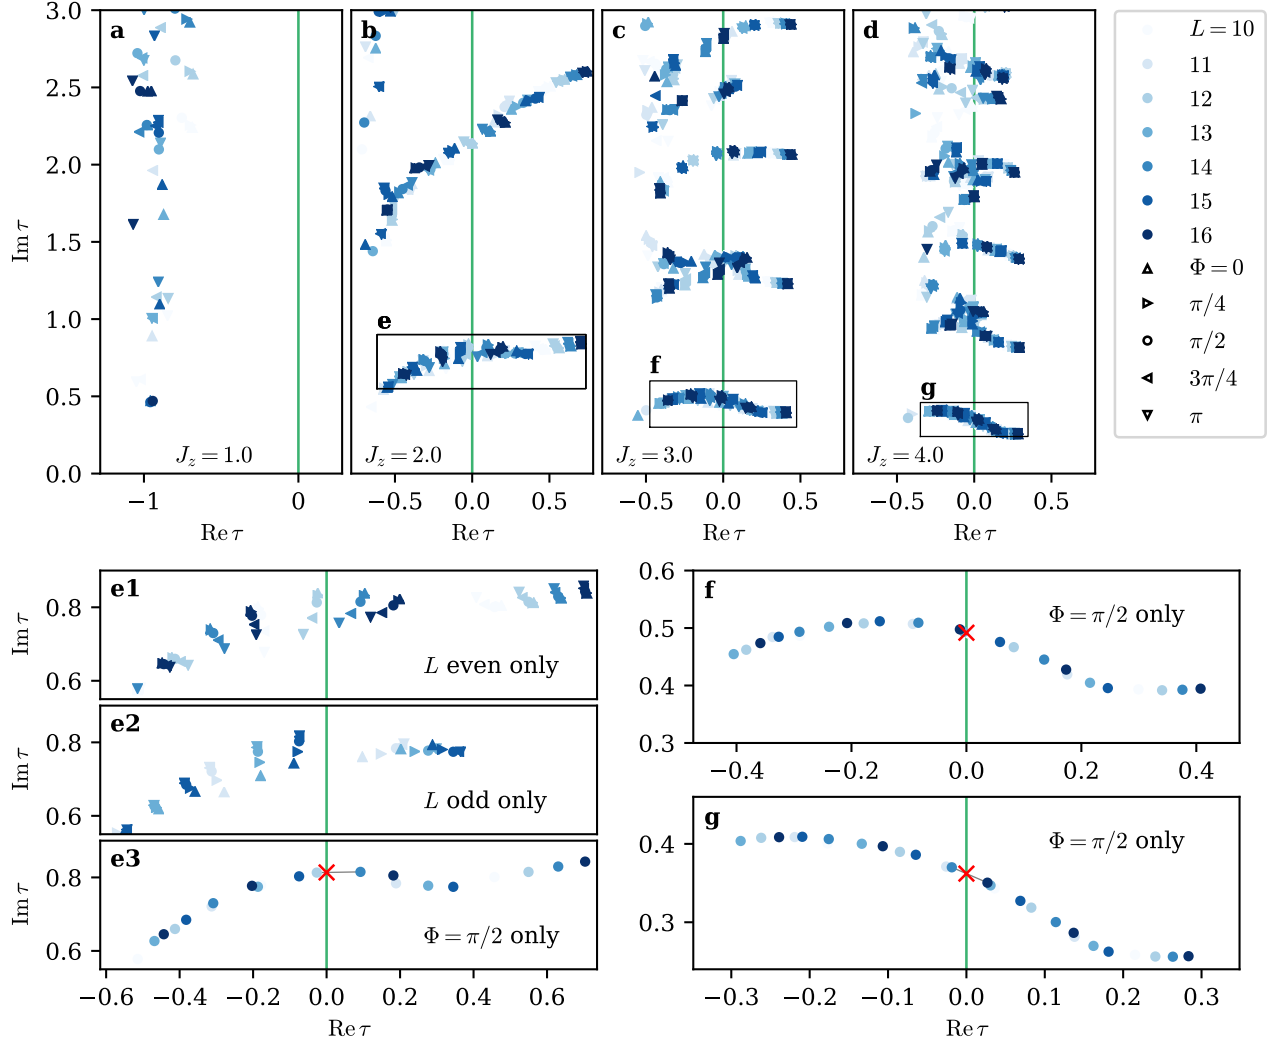 a
b
c
d
3.0
2.5
2.0
1.5
1.0
0.5
0.0
Im τ
e
f
g
J_z = 1.0
J_z = 2.0
J_z = 3.0
J_z = 4.0
−1 0
−0.5 0.0 0.5
−0.5 0.0 0.5
−0.5 0.0 0.5
Re τ
Re τ
Re τ
Re τ
L = 10
11
12
13
14
15
16
Φ = 0
π/4
π/2
3π/4
π
e1
0.8
0.6
Im τ
L even only
e2
0.8
0.6
Im τ
L odd only
e3
0.8
0.6
Im τ
Φ = π/2 only
−0.6 −0.4 −0.2 0.0 0.2 0.4 0.6
Re τ
f
0.6
0.5
0.4
0.3
Φ = π/2 only
−0.4 −0.2 0.0 0.2 0.4
g
0.4
0.3
Φ = π/2 only
−0.3 −0.2 −0.1 0.0 0.1 0.2 0.3
Re τ